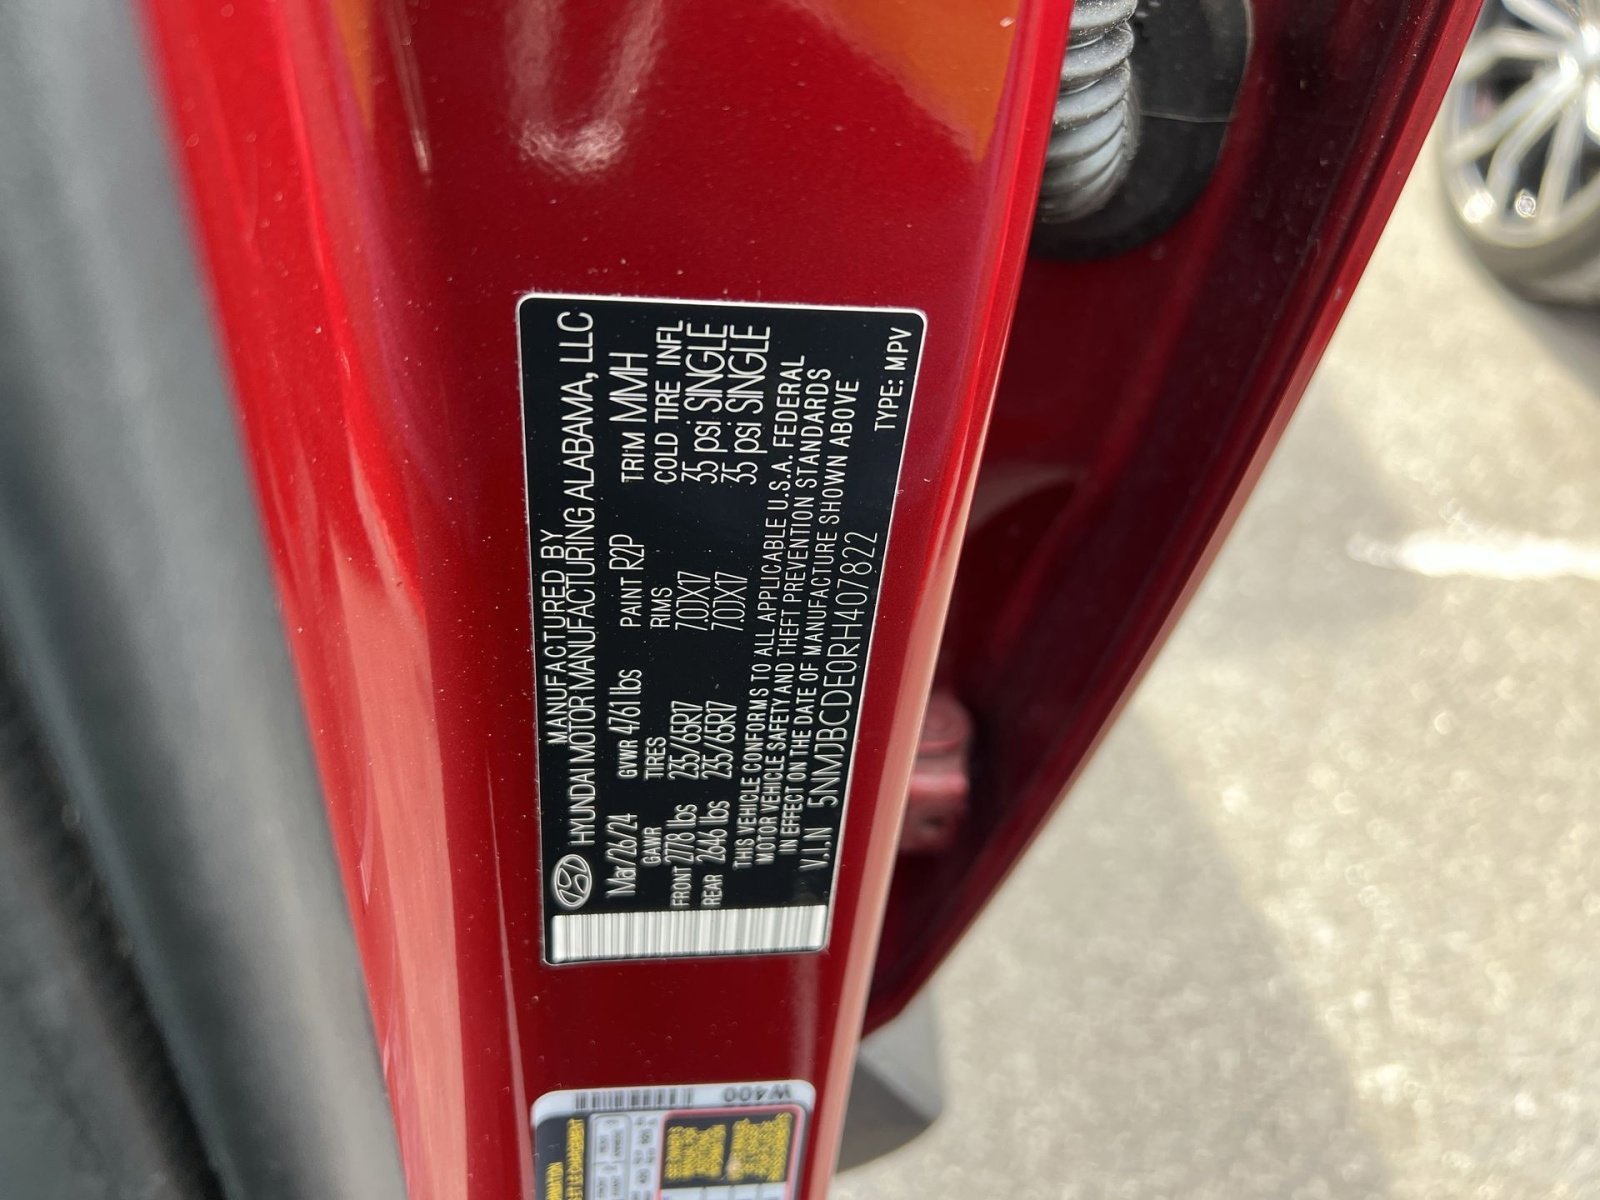 MANUFACTURED BY
HYUNDAI MOTOR MANUFACTURING ALABAMA, LLC
Mar/26/24 GVWR 4761 lbs PAINT R2P TRIM MMH
GAWR TIRES RIMS COLD TIRE INFL
FRONT 2778 lbs 235/65R17 7.0JX17 35 psi SINGLE
REAR 2646 lbs 235/65R17 7.0JX17 35 psi SINGLE
THIS VEHICLE CONFORMS TO ALL APPLICABLE U.S.A. FEDERAL
MOTOR VEHICLE SAFETY AND THEFT PREVENTION STANDARDS
IN EFFECT ON THE DATE OF MANUFACTURE SHOWN ABOVE
V.I.N 5NMJBCDE0RH407822
TYPE: MPV
W400